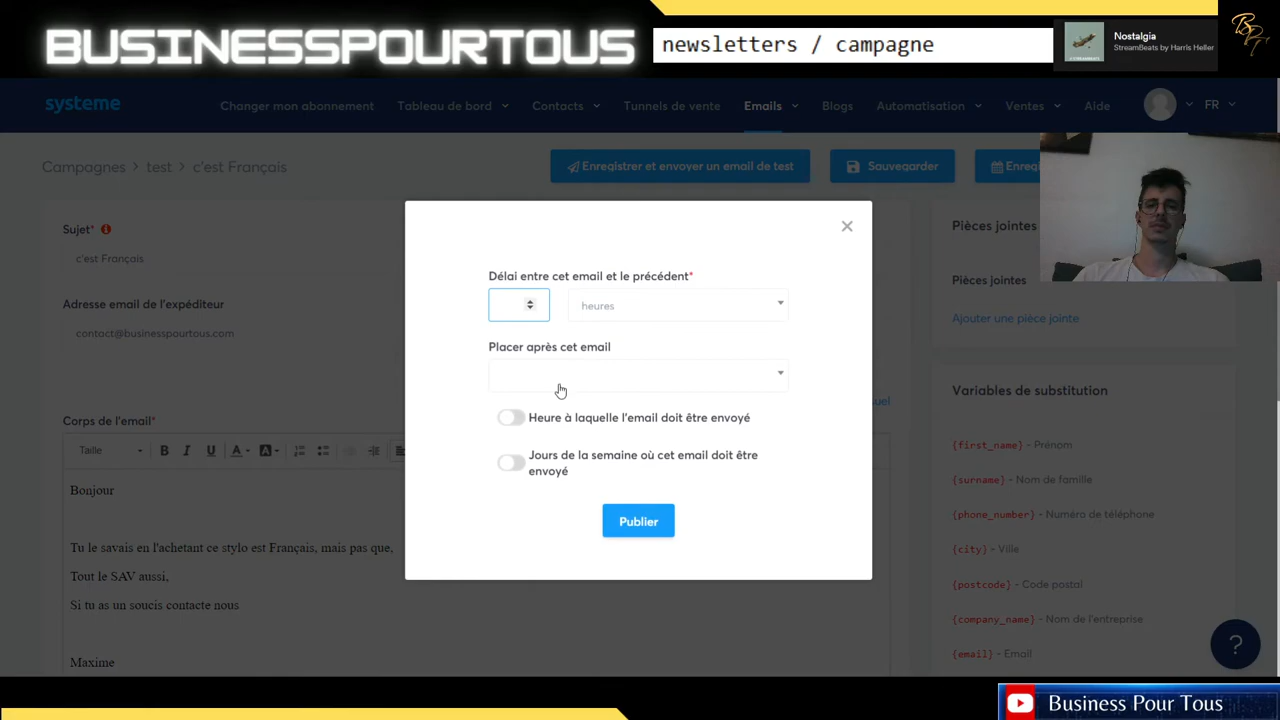 BUSINESSPOURTOUS
newsletters / campagne
Nostalgia
StreamBeats by Harris Heller
systeme
Changer mon abonnement
Tableau de bord
Contacts
Tunnels de vente
Emails
Blogs
Automatisation
Ventes
Aide
FR
Campagnes > test > c'est Français
Enregistrer et envoyer un email de test
Sauvegarder
Enreg
Sujet*
c'est Français
Adresse email de l'expéditeur
contact@businesspourtous.com
uel
Corps de l'email*
Taille
B I U A A
Bonjour
Tu le savais en l'achetant ce stylo est Français, mais pas que,
Tout le SAV aussi,
Si tu as un soucis contacte nous
Maxime
Délai entre cet email et le précédent*
heures
Placer après cet email
Heure à laquelle l'email doit être envoyé
Jours de la semaine où cet email doit être
envoyé
Publier
Pièces jointes
Pièces jointes
Ajouter une pièce jointe
Variables de substitution
{first_name} - Prénom
{surname} - Nom de famille
{phone_number} - Numéro de téléphone
{city} - Ville
{postcode} - Code postal
{company_name} - Nom de l'entreprise
{email} - Email
?
Business Pour Tous